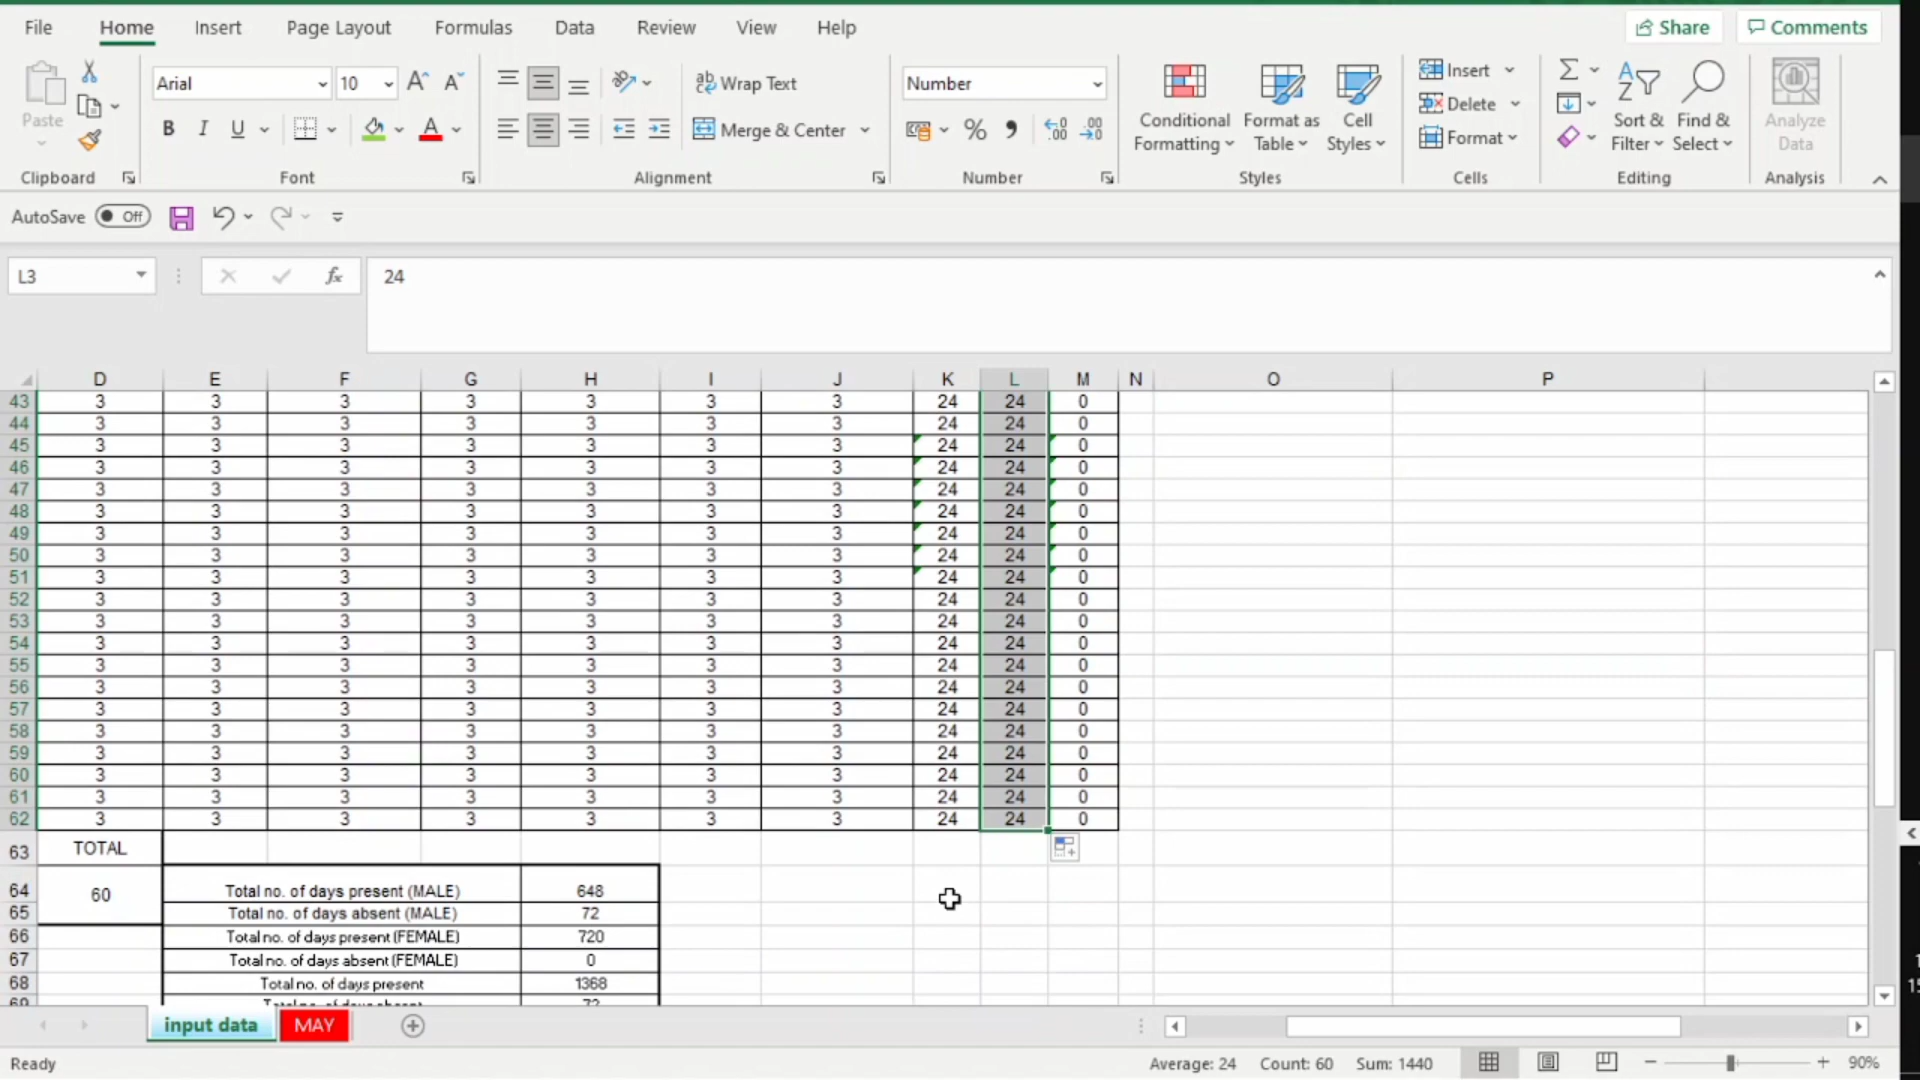 File Home Insert Page Layout Formulas Data Review View Help Share Comments
Paste Arial 10 Wrap Text Number Conditional Formatting Format as Table Cell Styles Insert Delete Format Sort & Filter Find & Select Analyze Data
B I U A Merge & Center % 9
Clipboard Font Alignment Number Styles Cells Editing Analysis
AutoSave Off
L3 fx 24
D E F G H I J K L M N O P
43 3 3 3 3 3 3 3 24 24 0
44 3 3 3 3 3 3 3 24 24 0
45 3 3 3 3 3 3 3 24 24 0
46 3 3 3 3 3 3 3 24 24 0
47 3 3 3 3 3 3 3 24 24 0
48 3 3 3 3 3 3 3 24 24 0
49 3 3 3 3 3 3 3 24 24 0
50 3 3 3 3 3 3 3 24 24 0
51 3 3 3 3 3 3 3 24 24 0
52 3 3 3 3 3 3 3 24 24 0
53 3 3 3 3 3 3 3 24 24 0
54 3 3 3 3 3 3 3 24 24 0
55 3 3 3 3 3 3 3 24 24 0
56 3 3 3 3 3 3 3 24 24 0
57 3 3 3 3 3 3 3 24 24 0
58 3 3 3 3 3 3 3 24 24 0
59 3 3 3 3 3 3 3 24 24 0
60 3 3 3 3 3 3 3 24 24 0
61 3 3 3 3 3 3 3 24 24 0
62 3 3 3 3 3 3 3 24 24 0
63 TOTAL
64 60 Total no. of days present (MALE) 648
65 Total no. of days absent (MALE) 72
66 Total no. of days present (FEMALE) 720
67 Total no. of days absent (FEMALE) 0
68 Total no. of days present 1368
69 Total no. of days absent 72
input data MAY
Ready Average: 24 Count: 60 Sum: 1440 90%